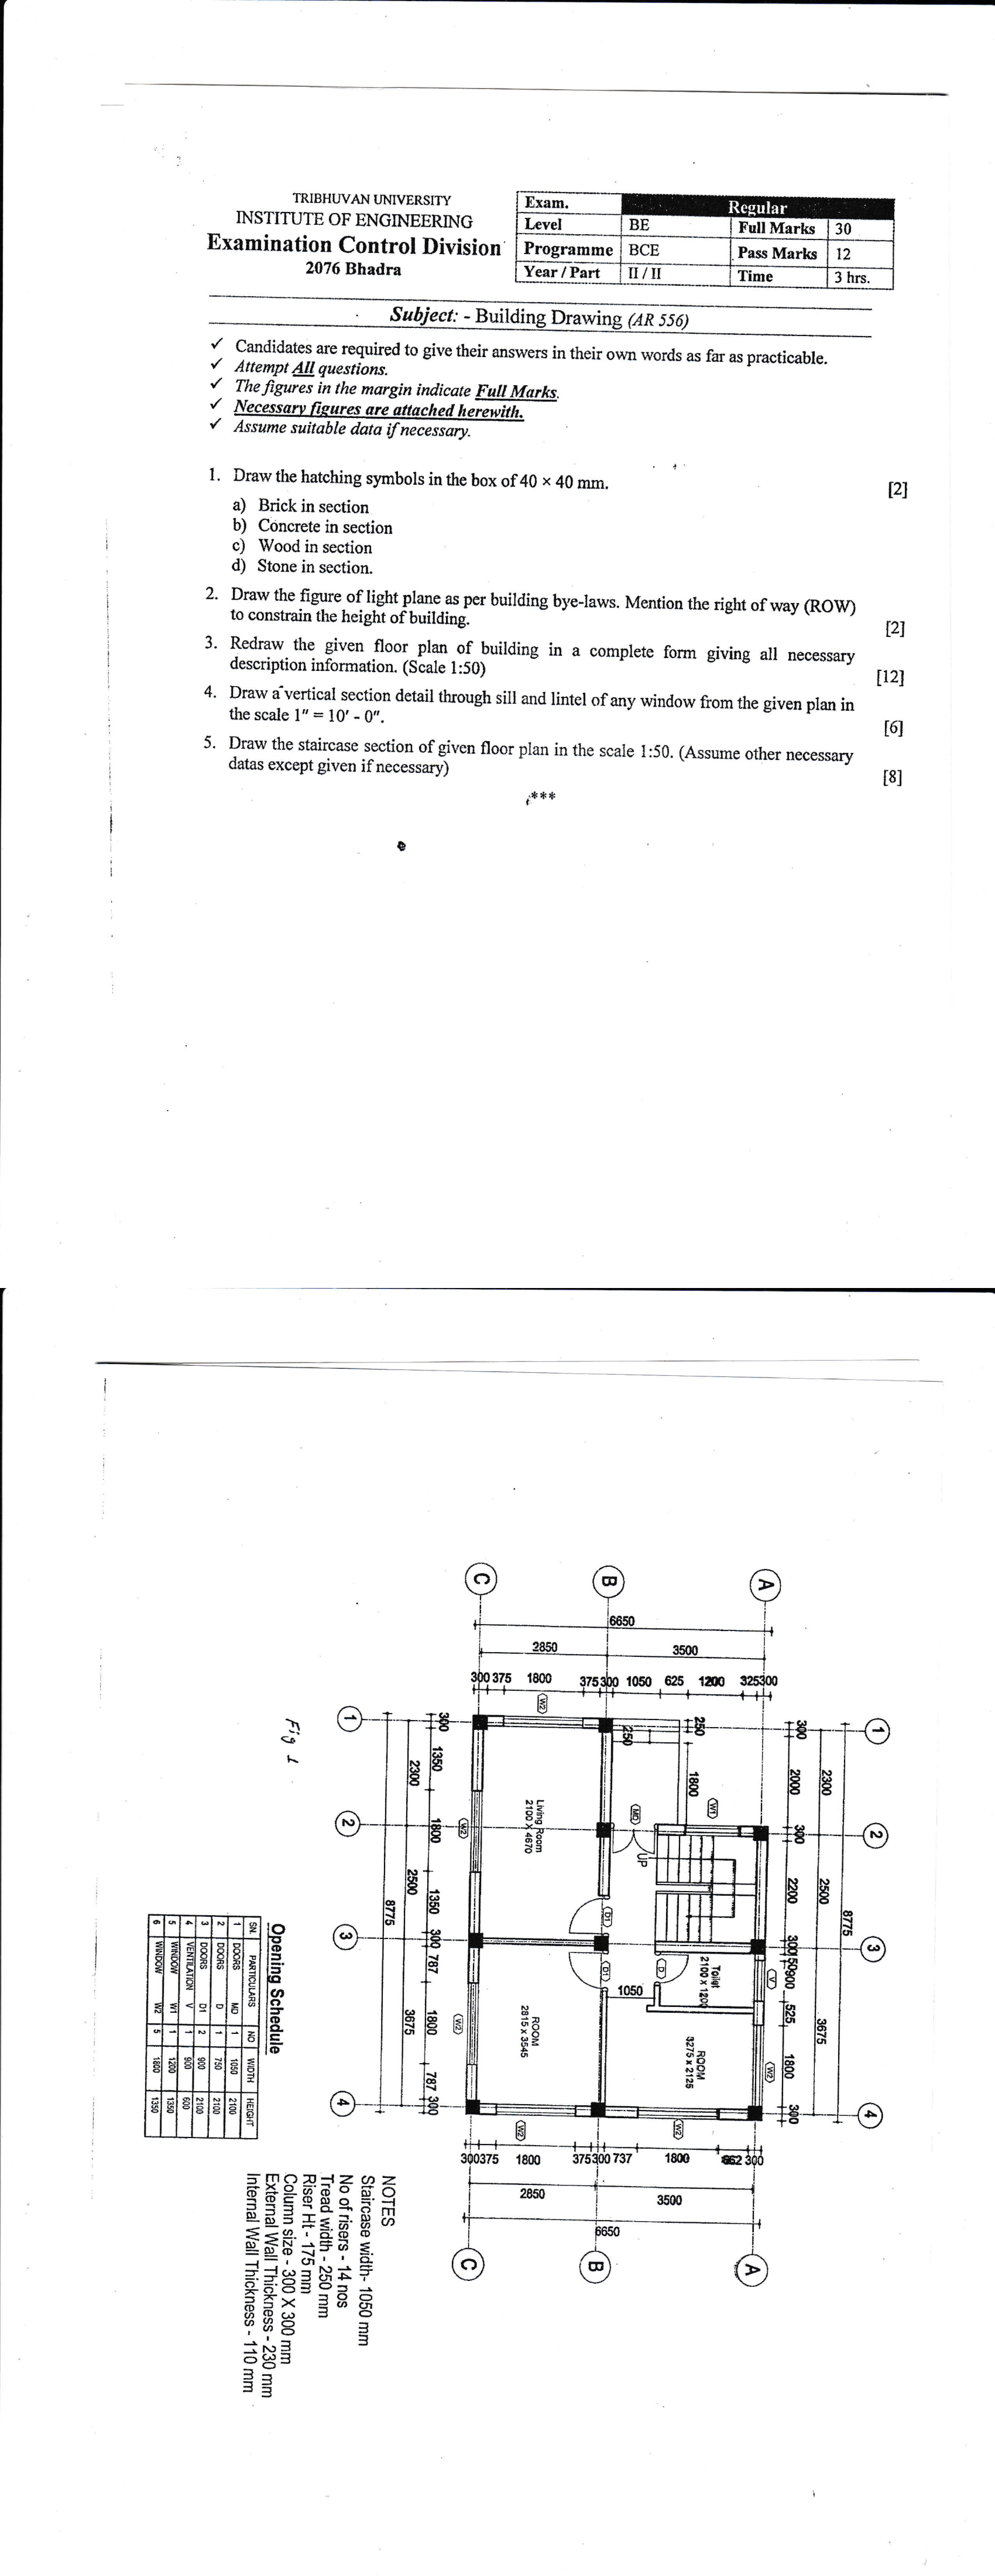 TRIBHUVAN UNIVERSITY
INSTITUTE OF ENGINEERING
Examination Control Division
2076 Bhadra
Exam. Regular
Level BE Full Marks 30
Programme BCE Pass Marks 12
Year / Part II / II Time 3 hrs.
Subject: - Building Drawing (AR 556)
✓ Candidates are required to give their answers in their own words as far as practicable.
✓ Attempt All questions.
✓ The figures in the margin indicate Full Marks.
✓ Necessary figures are attached herewith.
✓ Assume suitable data if necessary.
1. Draw the hatching symbols in the box of 40 × 40 mm. [2]
a) Brick in section
b) Concrete in section
c) Wood in section
d) Stone in section.
2. Draw the figure of light plane as per building bye-laws. Mention the right of way (ROW)
to constrain the height of building. [2]
3. Redraw the given floor plan of building in a complete form giving all necessary
description information. (Scale 1:50) [12]
4. Draw a vertical section detail through sill and lintel of any window from the given plan in
the scale 1" = 10' - 0". [6]
5. Draw the staircase section of given floor plan in the scale 1:50. (Assume other necessary
datas except given if necessary) [8]
***
1 2 3 4
8775
2300 2500 3675
300 2000 300 2200 300 150 900 525 1800 300
V W2
A
B
C
6650
3500
2850
300 325 1200 625 1050 300 375 1800 375 300
W2
250
1800
W1
250
MD
UP
D1
D1
D
Toilet
2100 X 1200
1050
ROOM
3275 x 2125
Living Room
2100 X 4670
ROOM
2815 x 3545
W2
W2
300 662 1800 737 300 375 1800 375 300
3500
2850
6650
A
B
C
W2
W2
300 1350 1800 1350 300 787 1800 787 300
2300 2500 3675
8775
1 2 3 4
Fig 1
Opening Schedule
SN. PARTICULARS NO WIDTH HEIGHT
1 DOORS MD 1 1050 2100
2 DOORS D 1 750 2100
3 DOORS D1 2 900 2100
4 VENTILATION V 1 900 600
5 WINDOW W1 1 1200 1350
6 WINDOW W2 5 1800 1350
NOTES
Staircase width- 1050 mm
No of risers - 14 nos
Tread width - 250 mm
Riser Ht - 175 mm
Column size - 300 X 300 mm
External Wall Thickness - 230 mm
Internal Wall Thickness - 110 mm